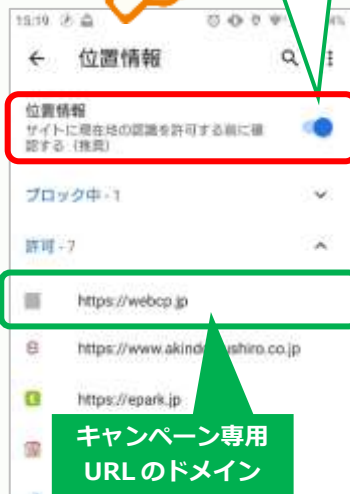 15:19
位置情報
位置情報
サイトに現在地の認識を許可する前に確
認する（推奨）
ブロック中 - 1
許可 - 7
https://webcp.jp
https://www.akind
ushiro.co.jp
https://epark.jp
キャンペーン専用
URL のドメイン